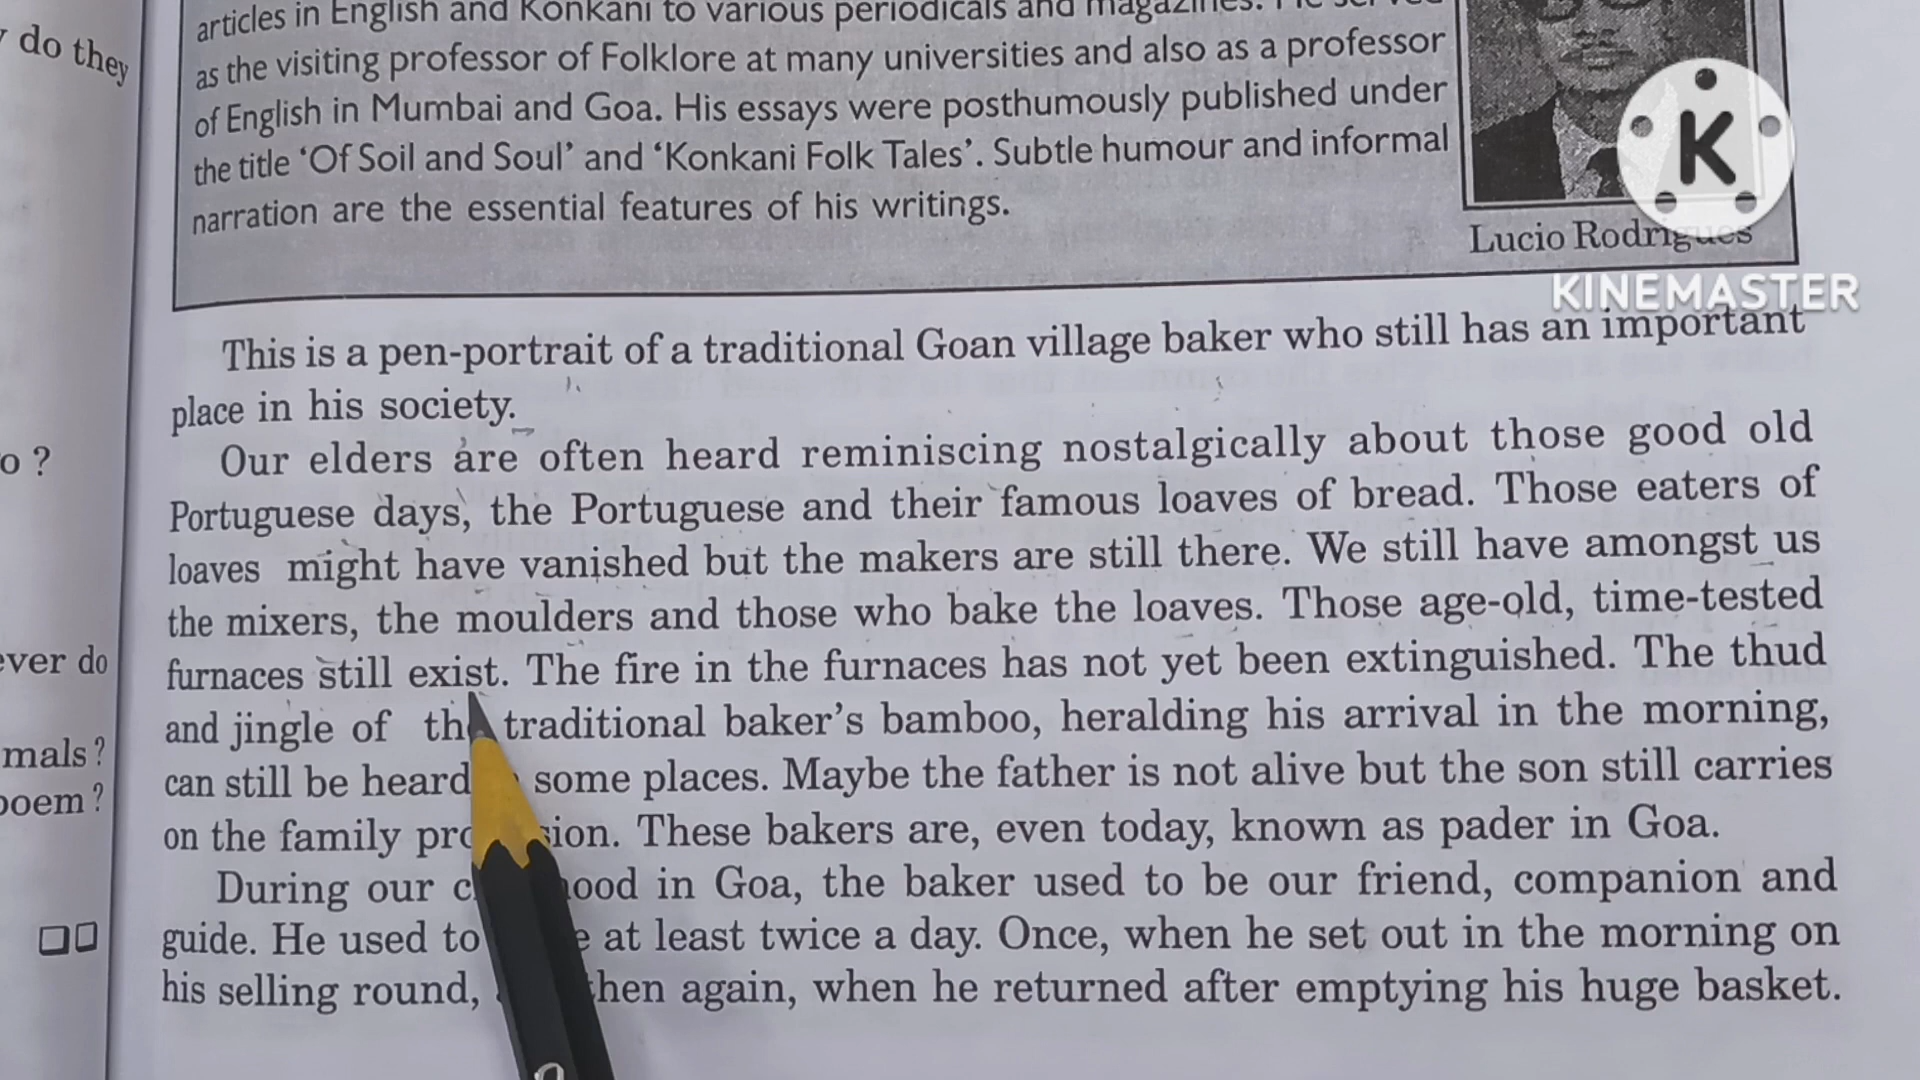 articles in English and Konkani to various periodicals and magazines. He served
as the visiting professor of Folklore at many universities and also as a professor
of English in Mumbai and Goa. His essays were posthumously published under
the title ‘Of Soil and Soul’ and ‘Konkani Folk Tales’. Subtle humour and informal
narration are the essential features of his writings.
K
Lucio Rodrigues
KINEMASTER
do they
o ?
ever do
mals?
poem?
This is a pen-portrait of a traditional Goan village baker who still has an important
place in his society.
Our elders are often heard reminiscing nostalgically about those good old
Portuguese days, the Portuguese and their famous loaves of bread. Those eaters of
loaves might have vanished but the makers are still there. We still have amongst us
the mixers, the moulders and those who bake the loaves. Those age-old, time-tested
furnaces still exist. The fire in the furnaces has not yet been extinguished. The thud
and jingle of the traditional baker’s bamboo, heralding his arrival in the morning,
can still be heard some places. Maybe the father is not alive but the son still carries
on the family These bakers are, even today, known as pader in Goa.
During our in Goa, the baker used to be our friend, companion and
guide. He used to at least twice a day. Once, when he set out in the morning on
his selling round, then again, when he returned after emptying his huge basket.